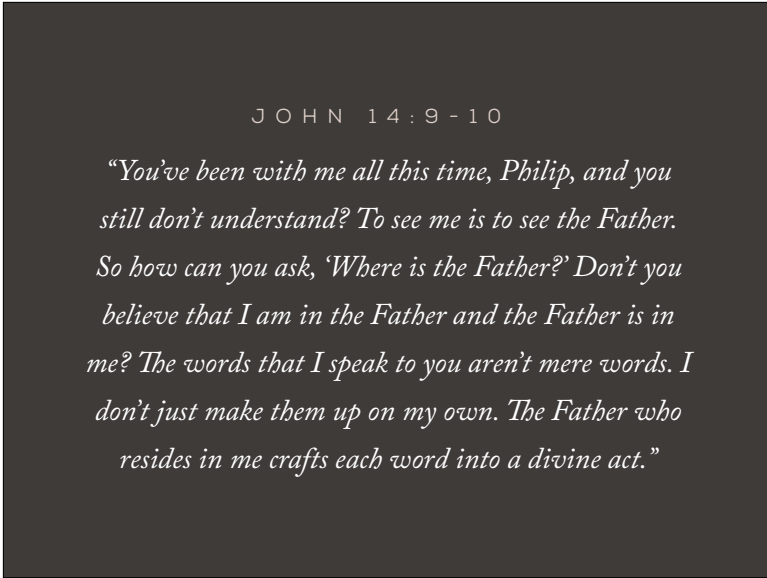 JOHN 14:9-10
“You’ve been with me all this time, Philip, and you
still don’t understand? To see me is to see the Father.
So how can you ask, ‘Where is the Father?’ Don’t you
believe that I am in the Father and the Father is in
me? The words that I speak to you aren’t mere words. I
don’t just make them up on my own. The Father who
resides in me crafts each word into a divine act.”